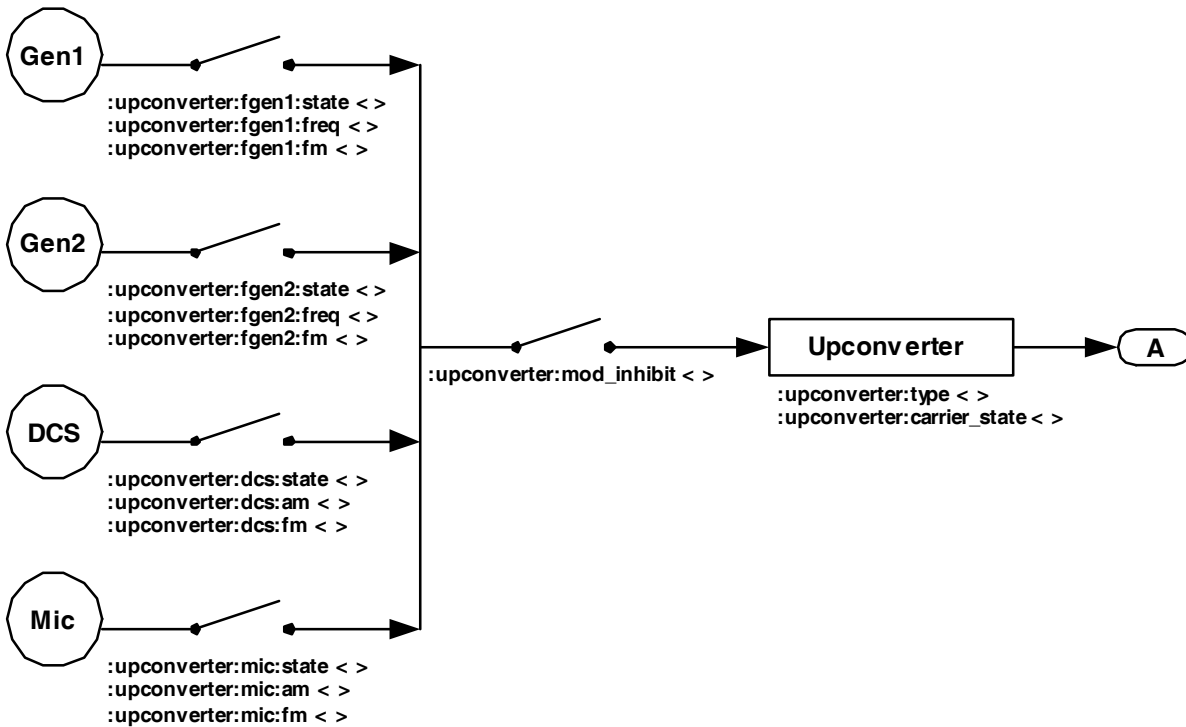 Gen1
:upconverter:fgen1:state < >
:upconverter:fgen1:freq < >
:upconverter:fgen1:fm < >
Gen2
:upconverter:fgen2:state < >
:upconverter:fgen2:freq < >
:upconverter:fgen2:fm < >
:upconverter:mod_inhibit < >
Upconverter
:upconverter:type < >
:upconverter:carrier_state < >
A
DCS
:upconverter:dcs:state < >
:upconverter:dcs:am < >
:upconverter:dcs:fm < >
Mic
:upconverter:mic:state < >
:upconverter:mic:am < >
:upconverter:mic:fm < >